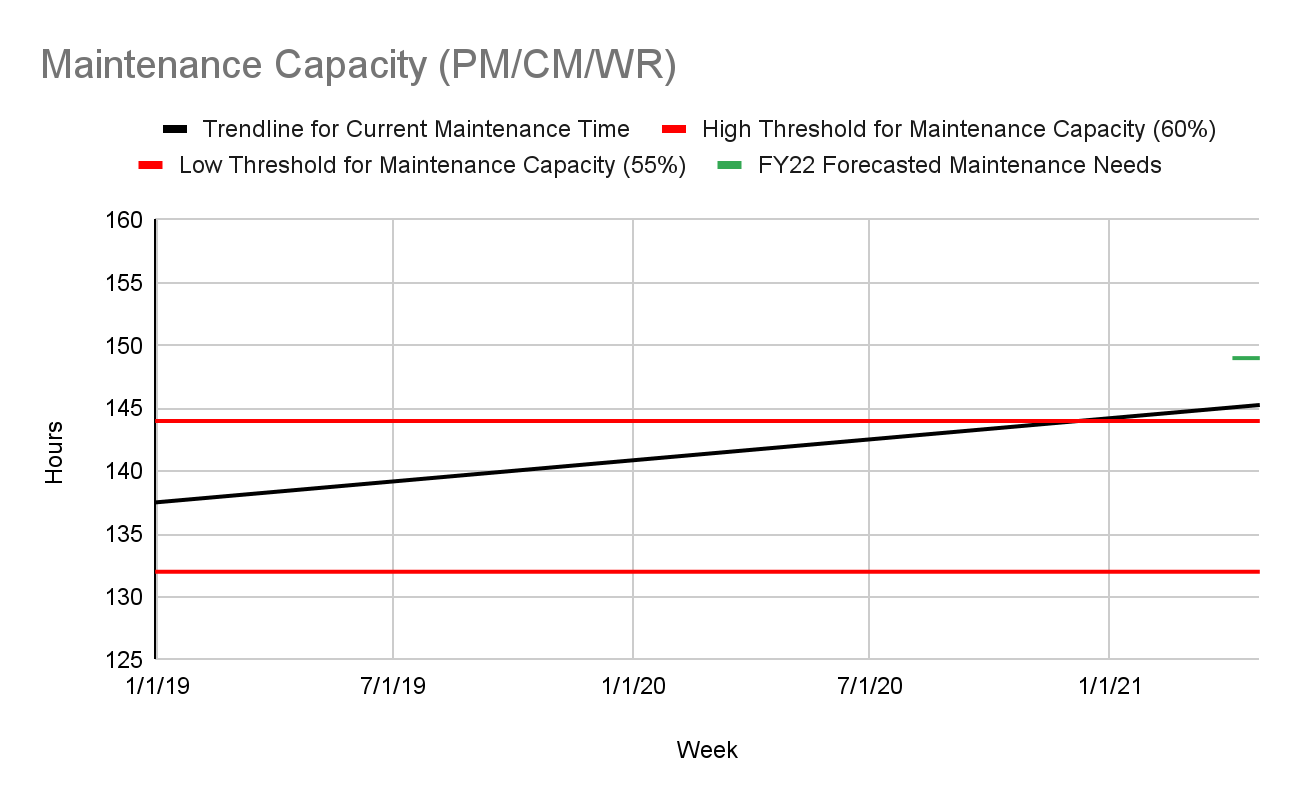 Maintenance Capacity (PM/CM/WR)
Trendline for Current Maintenance Time
High Threshold for Maintenance Capacity (60%)
Low Threshold for Maintenance Capacity (55%)
FY22 Forecasted Maintenance Needs
160
155
150
145
140
135
130
125
Hours
1/1/19
7/1/19
1/1/20
7/1/20
1/1/21
Week